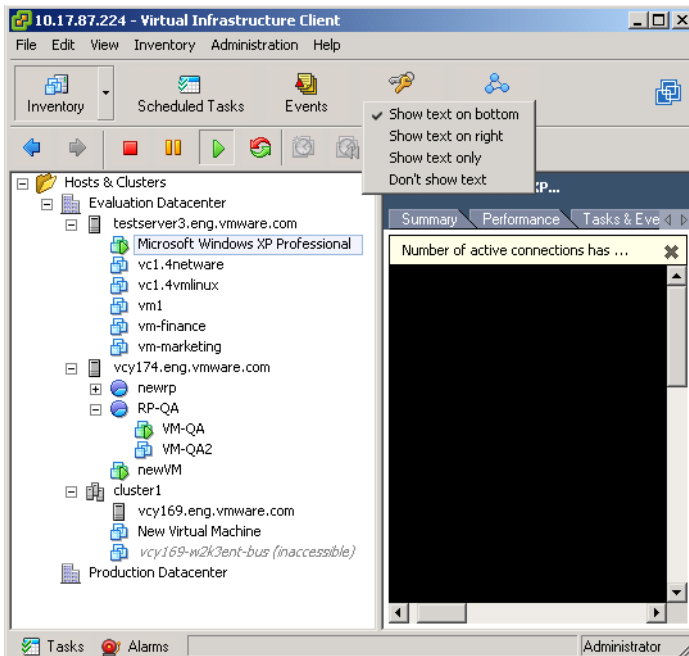 10.17.87.224 - Virtual Infrastructure Client
File Edit View Inventory Administration Help
Inventory Scheduled Tasks Events
Show text on bottom
Show text on right
Show text only
Don't show text
Hosts & Clusters
Evaluation Datacenter
testserver3.eng.vmware.com
Microsoft Windows XP Professional
vc1.4netware
vc1.4vmlinux
vm1
vm-finance
vm-marketing
vcy174.eng.vmware.com
newrp
RP-QA
VM-QA
VM-QA2
newVM
cluster1
vcy169.eng.vmware.com
New Virtual Machine
vcy169-w2k3ent-bus (inaccessible)
Production Datacenter
XP...
Summary Performance Tasks & Eve
Number of active connections has ...
Tasks Alarms Administrator